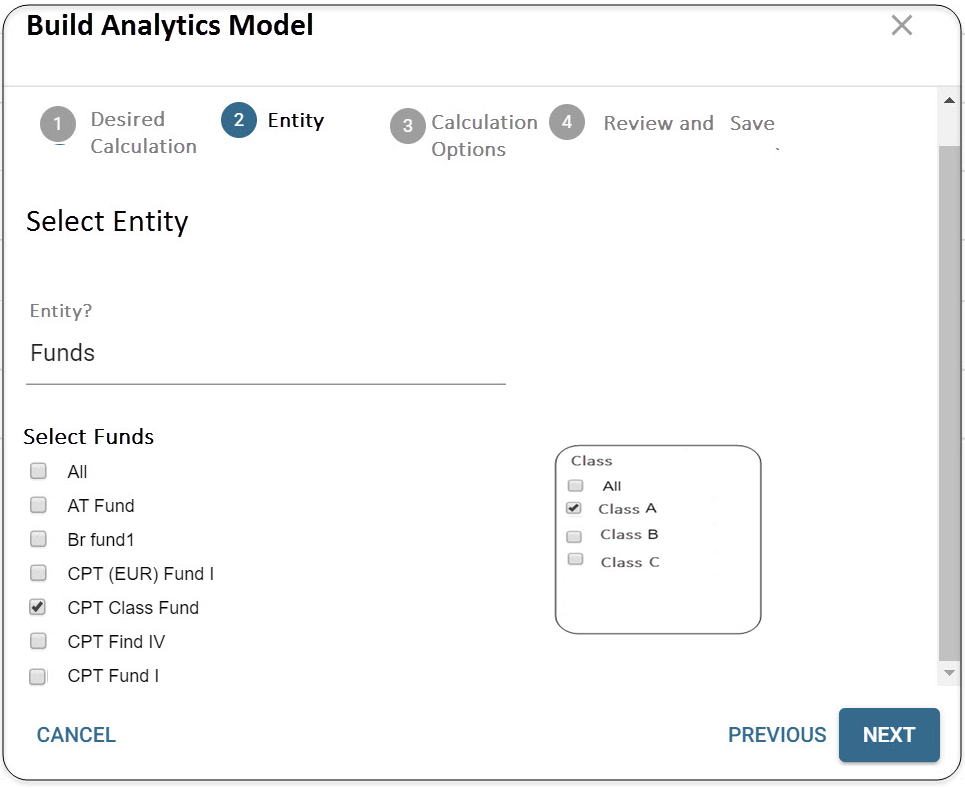 Build Analytics Model
1 Desired Calculation
2 Entity
3 Calculation Options
4 Review and Save
Select Entity
Entity?
Funds
Select Funds
All
AT Fund
Br fund1
CPT (EUR) Fund I
CPT Class Fund
CPT Find IV
CPT Fund I
Class
All
Class A
Class B
Class C
CANCEL
PREVIOUS
NEXT